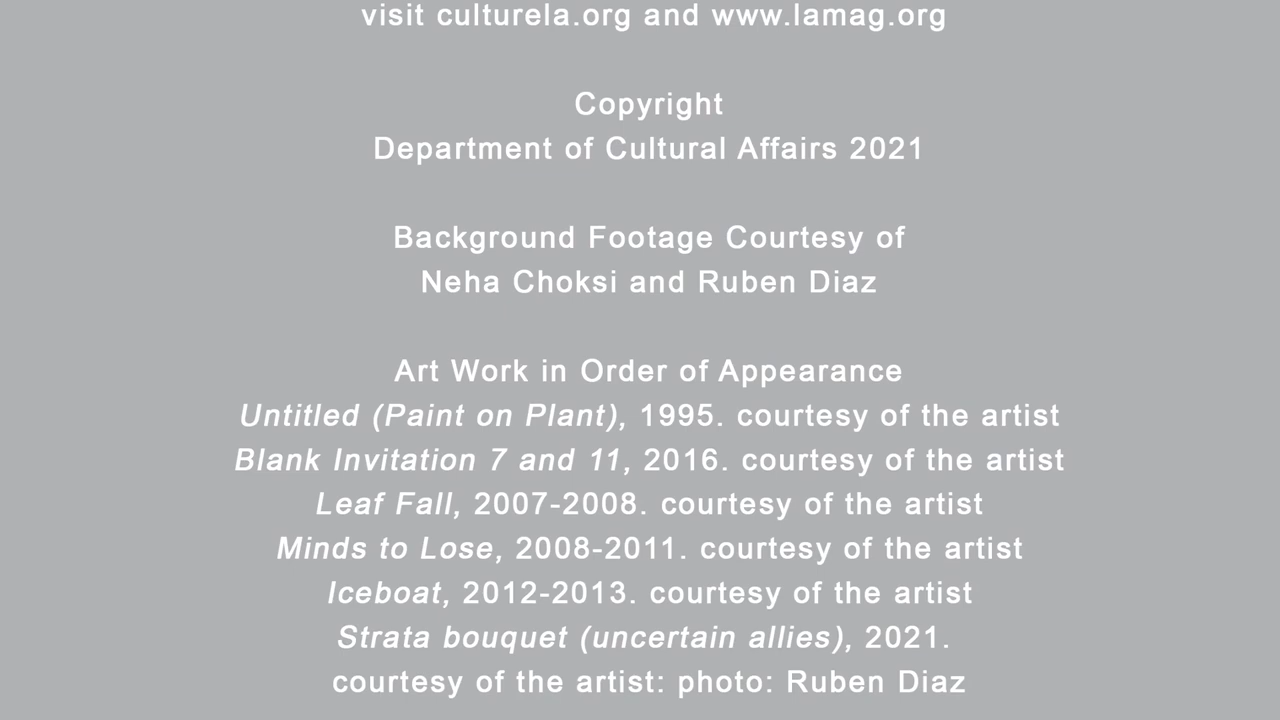 visit culturela.org and www.lamag.org
Copyright
Department of Cultural Affairs 2021
Background Footage Courtesy of
Neha Choksi and Ruben Diaz
Art Work in Order of Appearance
Untitled (Paint on Plant), 1995. courtesy of the artist
Blank Invitation 7 and 11, 2016. courtesy of the artist
Leaf Fall, 2007-2008. courtesy of the artist
Minds to Lose, 2008-2011. courtesy of the artist
Iceboat, 2012-2013. courtesy of the artist
Strata bouquet (uncertain allies), 2021.
courtesy of the artist: photo: Ruben Diaz